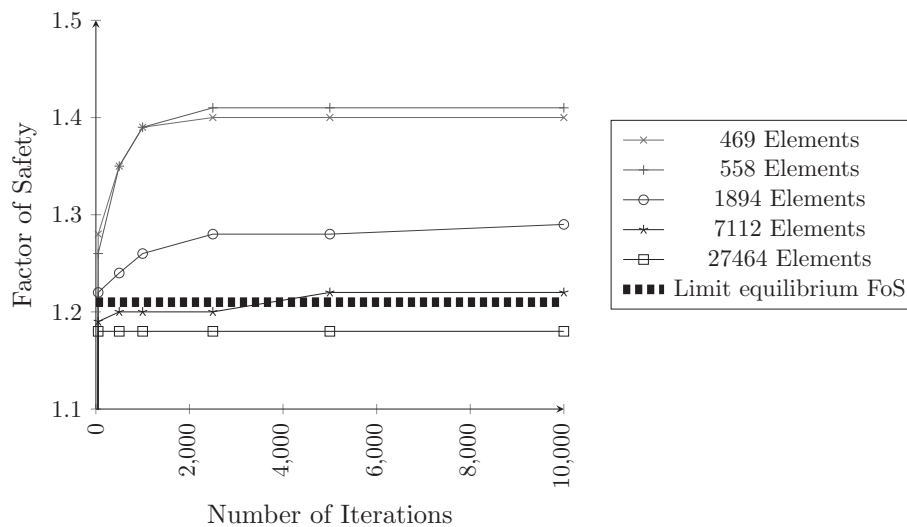 1.5
1.4
1.3
1.2
1.1
Factor of Safety
0
2,000
4,000
6,000
8,000
10,000
Number of Iterations
469 Elements
558 Elements
1894 Elements
7112 Elements
27464 Elements
Limit equilibrium FoS